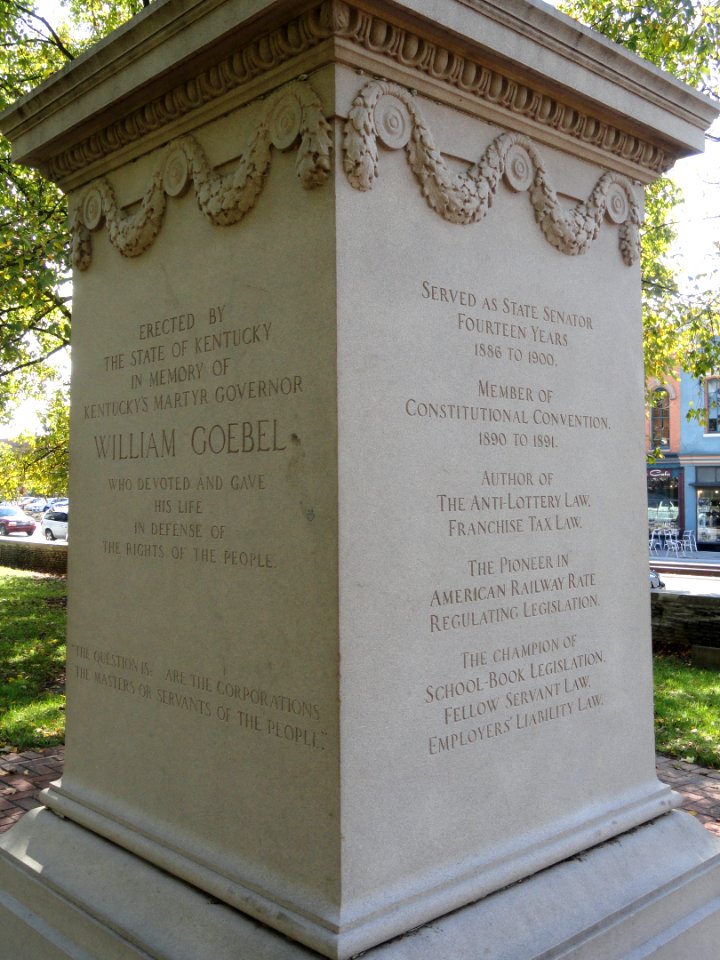 ERECTED BY
THE STATE OF KENTUCKY
IN MEMORY OF
KENTUCKY'S MARTYR GOVERNOR
WILLIAM GOEBEL
WHO DEVOTED AND GAVE
HIS LIFE
IN DEFENSE OF
THE RIGHTS OF THE PEOPLE.
"THE QUESTION IS: ARE THE CORPORATIONS
THE MASTERS OR SERVANTS OF THE PEOPLE."
SERVED AS STATE SENATOR
FOURTEEN YEARS
1886 TO 1900.
MEMBER OF
CONSTITUTIONAL CONVENTION.
1890 TO 1891.
AUTHOR OF
THE ANTI-LOTTERY LAW.
FRANCHISE TAX LAW.
THE PIONEER IN
AMERICAN RAILWAY RATE
REGULATING LEGISLATION.
THE CHAMPION OF
SCHOOL-BOOK LEGISLATION.
FELLOW SERVANT LAW.
EMPLOYERS' LIABILITY LAW.